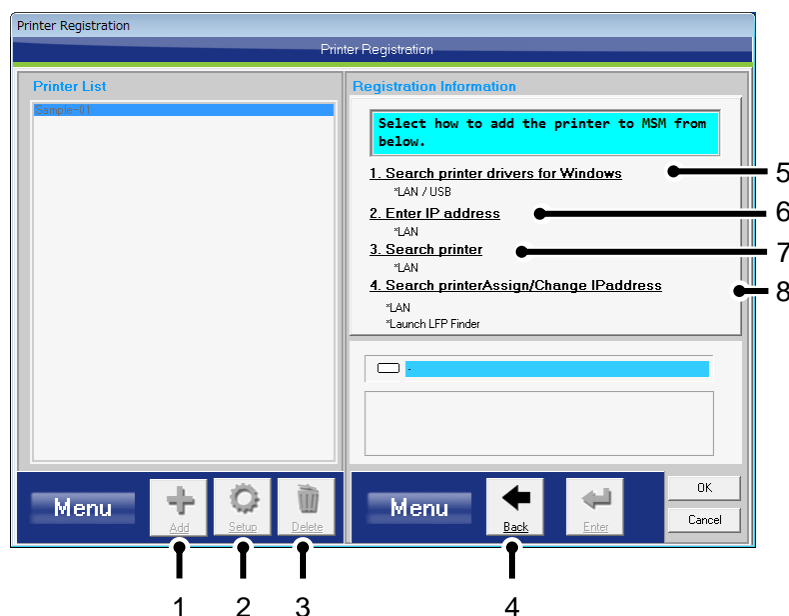 Printer Registration
Printer Registration
Printer List
Sample-01
Registration Information
Select how to add the printer to MSM from
below.
1. Search printer drivers for Windows
*LAN / USB
2. Enter IP address
*LAN
3. Search printer
*LAN
4. Search printerAssign/Change IPaddress
*LAN
*Launch LFP Finder
-
Menu
Add
Setup
Delete
Menu
Back
Enter
OK
Cancel
5
6
7
8
1
2
3
4